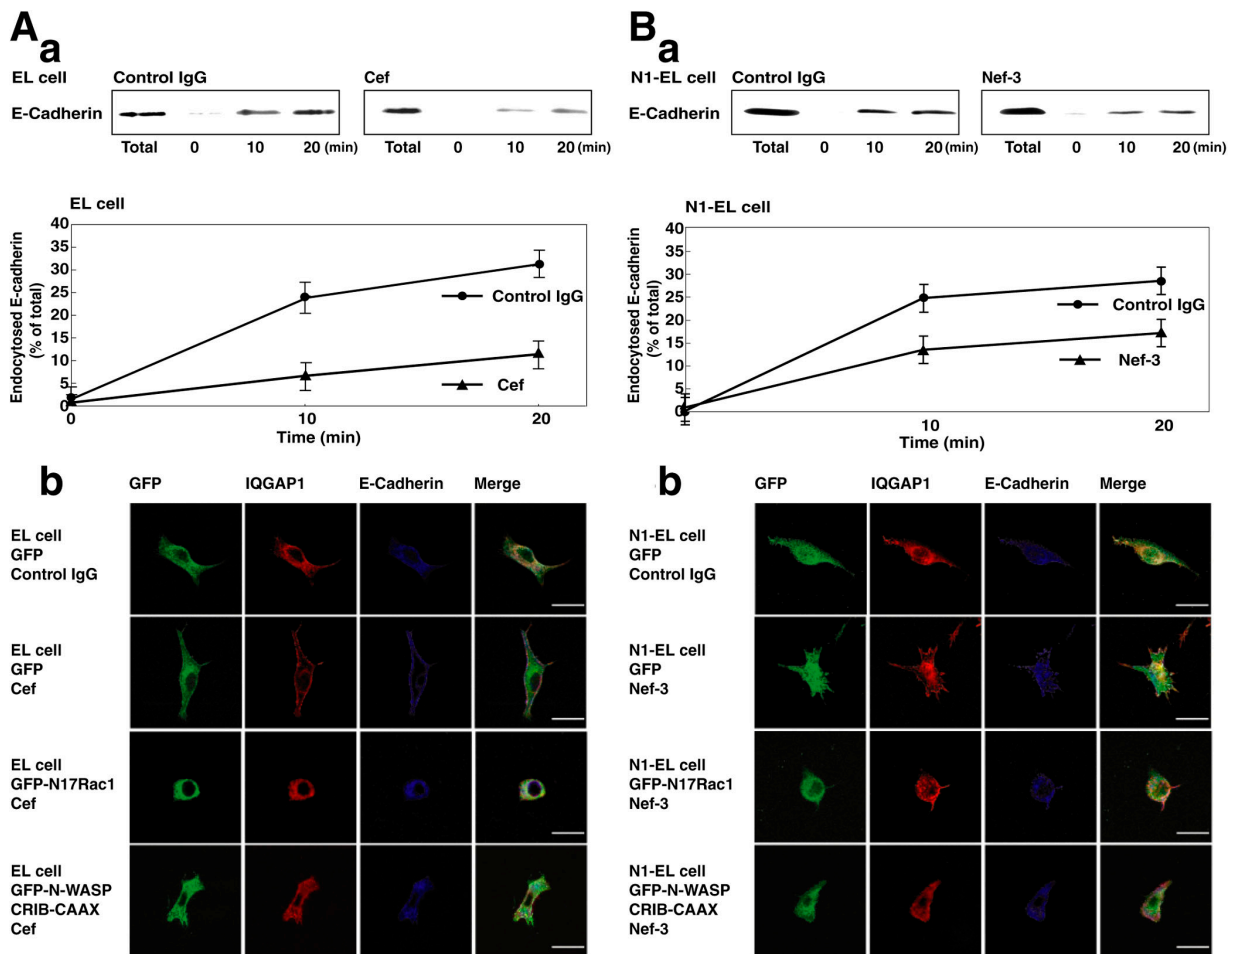 A
a
EL cell Control IgG Cef
E-Cadherin
Total 0 10 20 (min) Total 0 10 20 (min)
EL cell
Endocytosed E-cadherin
(% of total)
40
35
30
25
20
15
10
5
0
Control IgG
Cef
0 10 20
Time (min)
b
GFP IQGAP1 E-Cadherin Merge
EL cell
GFP
Control IgG
EL cell
GFP
Cef
EL cell
GFP-N17Rac1
Cef
EL cell
GFP-N-WASP
CRIB-CAAX
Cef
B
a
N1-EL cell Control IgG Nef-3
E-Cadherin
Total 0 10 20 (min) Total 0 10 20 (min)
N1-EL cell
Endocytosed E-cadherin
(% of total)
40
35
30
25
20
15
10
5
0
Control IgG
Nef-3
10 20
Time (min)
b
GFP IQGAP1 E-Cadherin Merge
N1-EL cell
GFP
Control IgG
N1-EL cell
GFP
Nef-3
N1-EL cell
GFP-N17Rac1
Nef-3
N1-EL cell
GFP-N-WASP
CRIB-CAAX
Nef-3